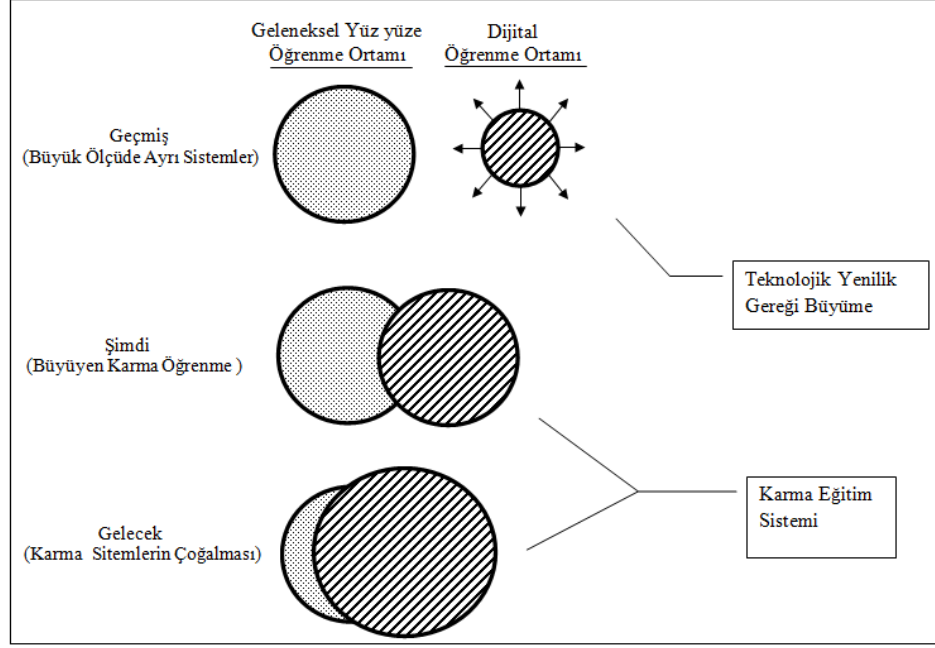 Geleneksel Yüz yüze
Öğrenme Ortamı
Dijital
Öğrenme Ortamı
Geçmiş
(Büyük Ölçüde Ayrı Sistemler)
Teknolojik Yenilik
Gereği Büyüme
Şimdi
(Büyüyen Karma Öğrenme )
Karma Eğitim
Sistemi
Gelecek
(Karma Sitemlerin Çoğalması)